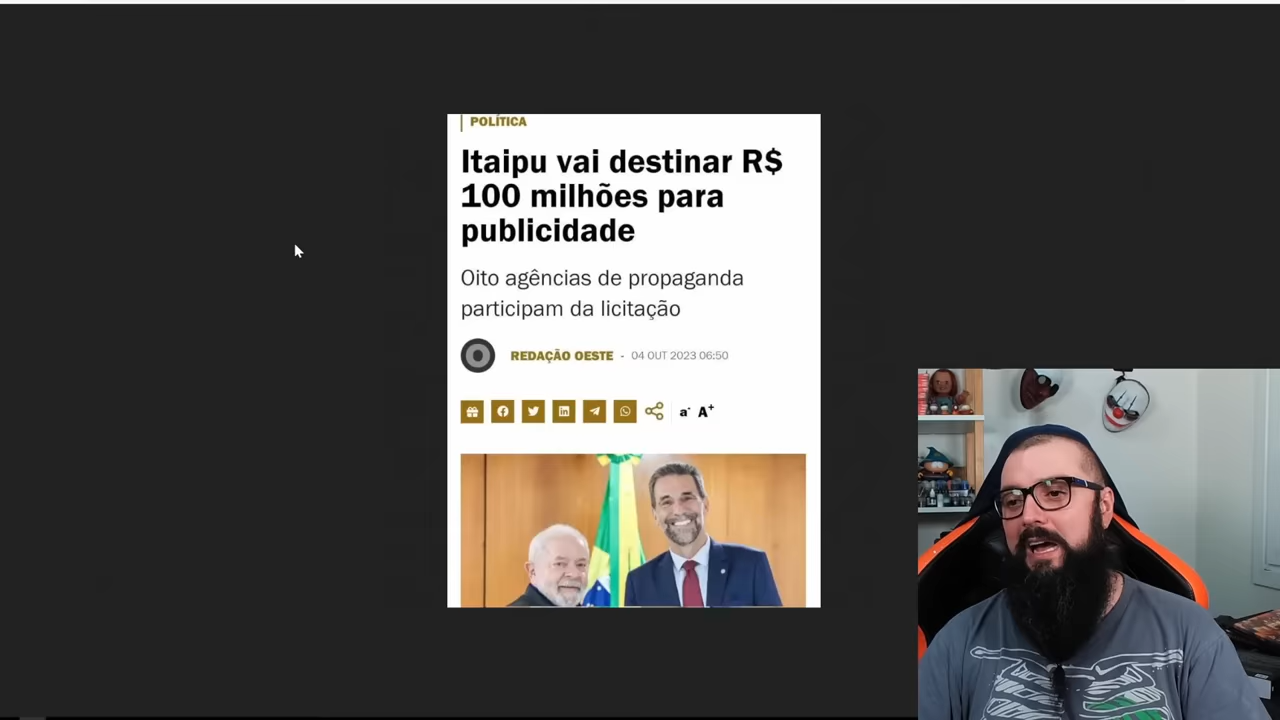 POLÍTICA
Itaipu vai destinar R$
100 milhões para
publicidade
Oito agências de propaganda
participam da licitação
REDAÇÃO OESTE - 04 OUT 2023 06:50
a- A+